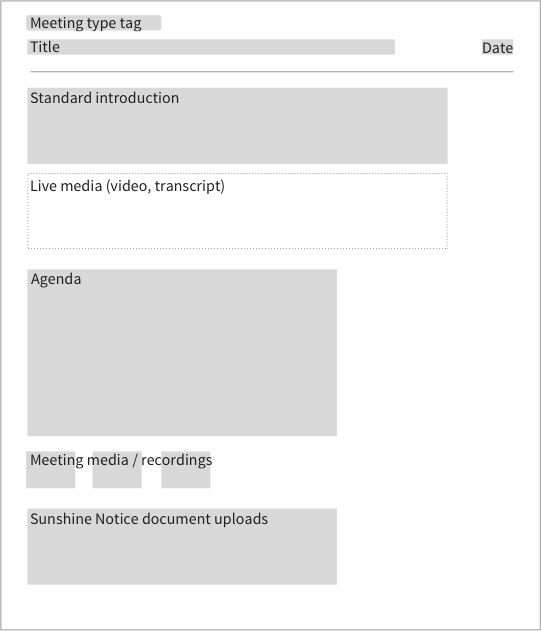 Meeting type tag
Title
Date
Standard introduction
Live media (video, transcript)
Agenda
Meeting media / recordings
Sunshine Notice document uploads